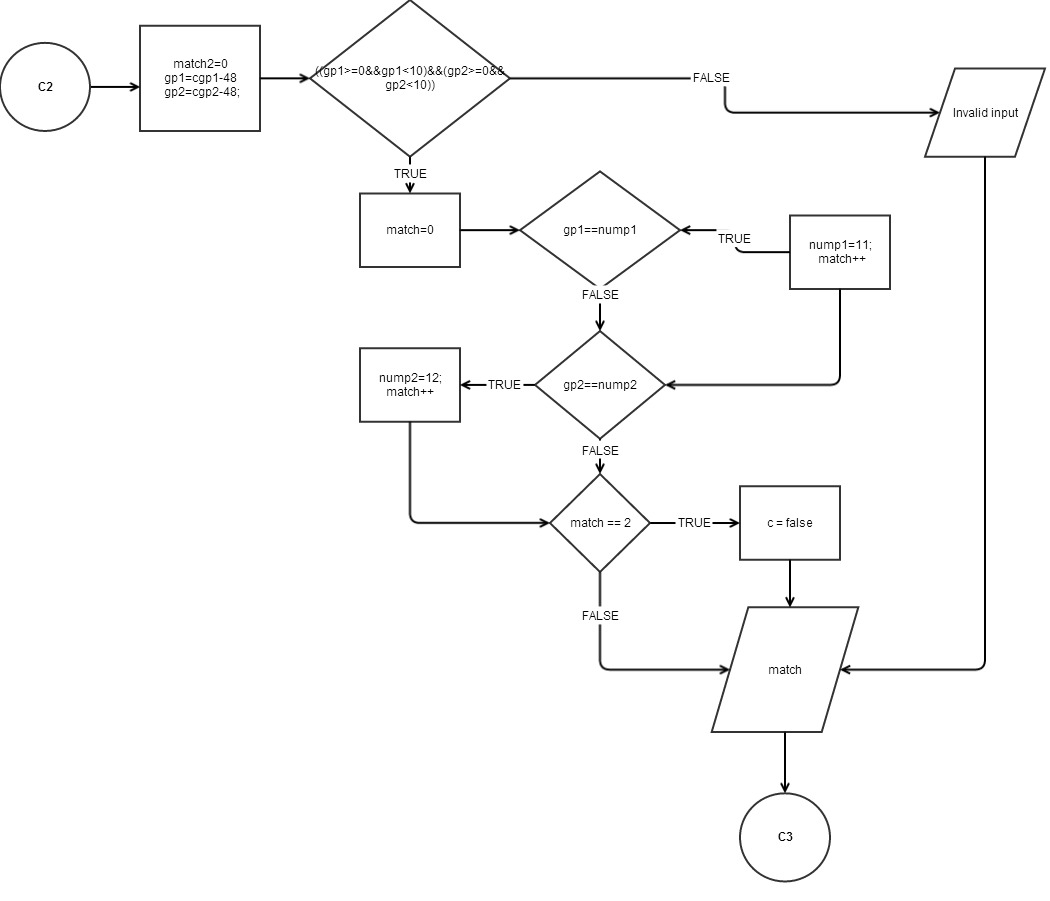 C2
match2=0
gp1=cgp1-48
gp2=cgp2-48;
((gp1>=0&&gp1<10)&&(gp2>=0&&
gp2<10))
FALSE
Invalid input
TRUE
match=0
gp1==nump1
TRUE
nump1=11;
match++
FALSE
nump2=12;
match++
TRUE
gp2==nump2
FALSE
match == 2
TRUE
c = false
FALSE
match
C3